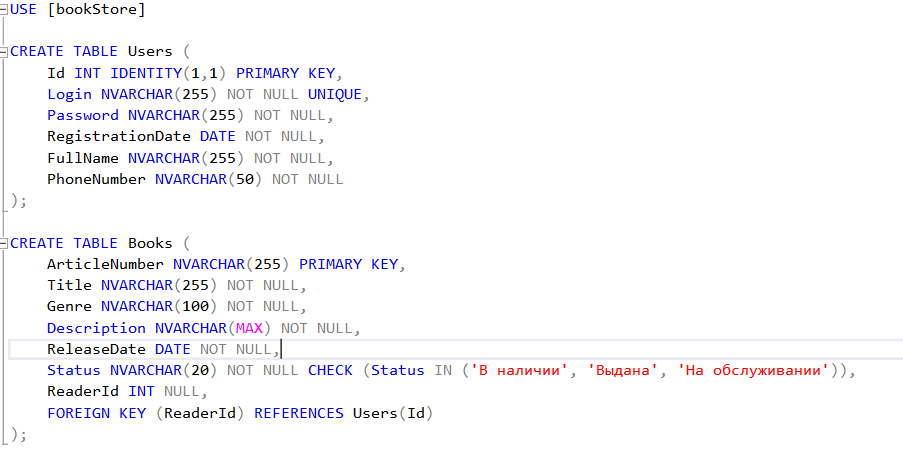 USE [bookStore]
CREATE TABLE Users (
Id INT IDENTITY(1,1) PRIMARY KEY,
Login NVARCHAR(255) NOT NULL UNIQUE,
Password NVARCHAR(255) NOT NULL,
RegistrationDate DATE NOT NULL,
FullName NVARCHAR(255) NOT NULL,
PhoneNumber NVARCHAR(50) NOT NULL
);
CREATE TABLE Books (
ArticleNumber NVARCHAR(255) PRIMARY KEY,
Title NVARCHAR(255) NOT NULL,
Genre NVARCHAR(100) NOT NULL,
Description NVARCHAR(MAX) NOT NULL,
ReleaseDate DATE NOT NULL,
Status NVARCHAR(20) NOT NULL CHECK (Status IN ('В наличии', 'Выдана', 'На обслуживании')),
ReaderId INT NULL,
FOREIGN KEY (ReaderId) REFERENCES Users(Id)
);